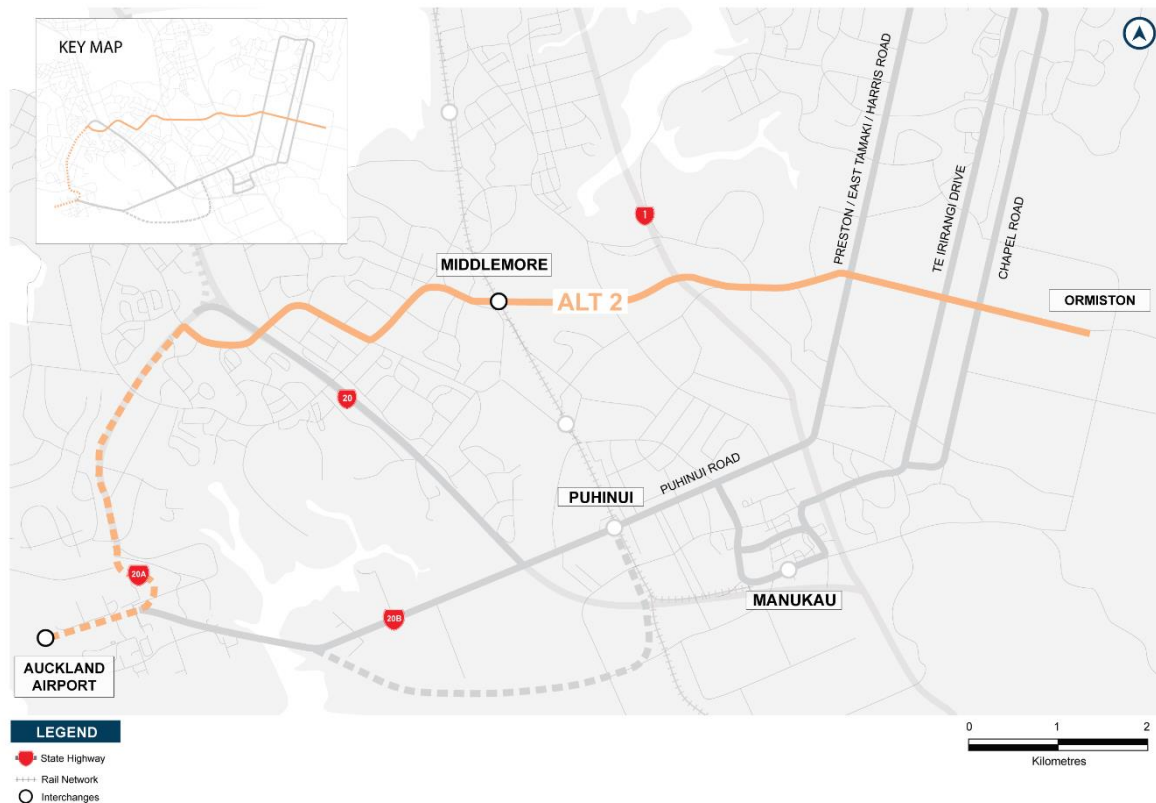 KEY MAP
PRESTON / EAST TAMAKI / HARRIS ROAD
TE IRIRANGI DRIVE
CHAPEL ROAD
1
MIDDLEMORE
ALT 2
ORMISTON
20
PUHINUI ROAD
PUHINUI
20A
MANUKAU
20B
AUCKLAND
AIRPORT
LEGEND
State Highway
Rail Network
Interchanges
0 1 2
Kilometres